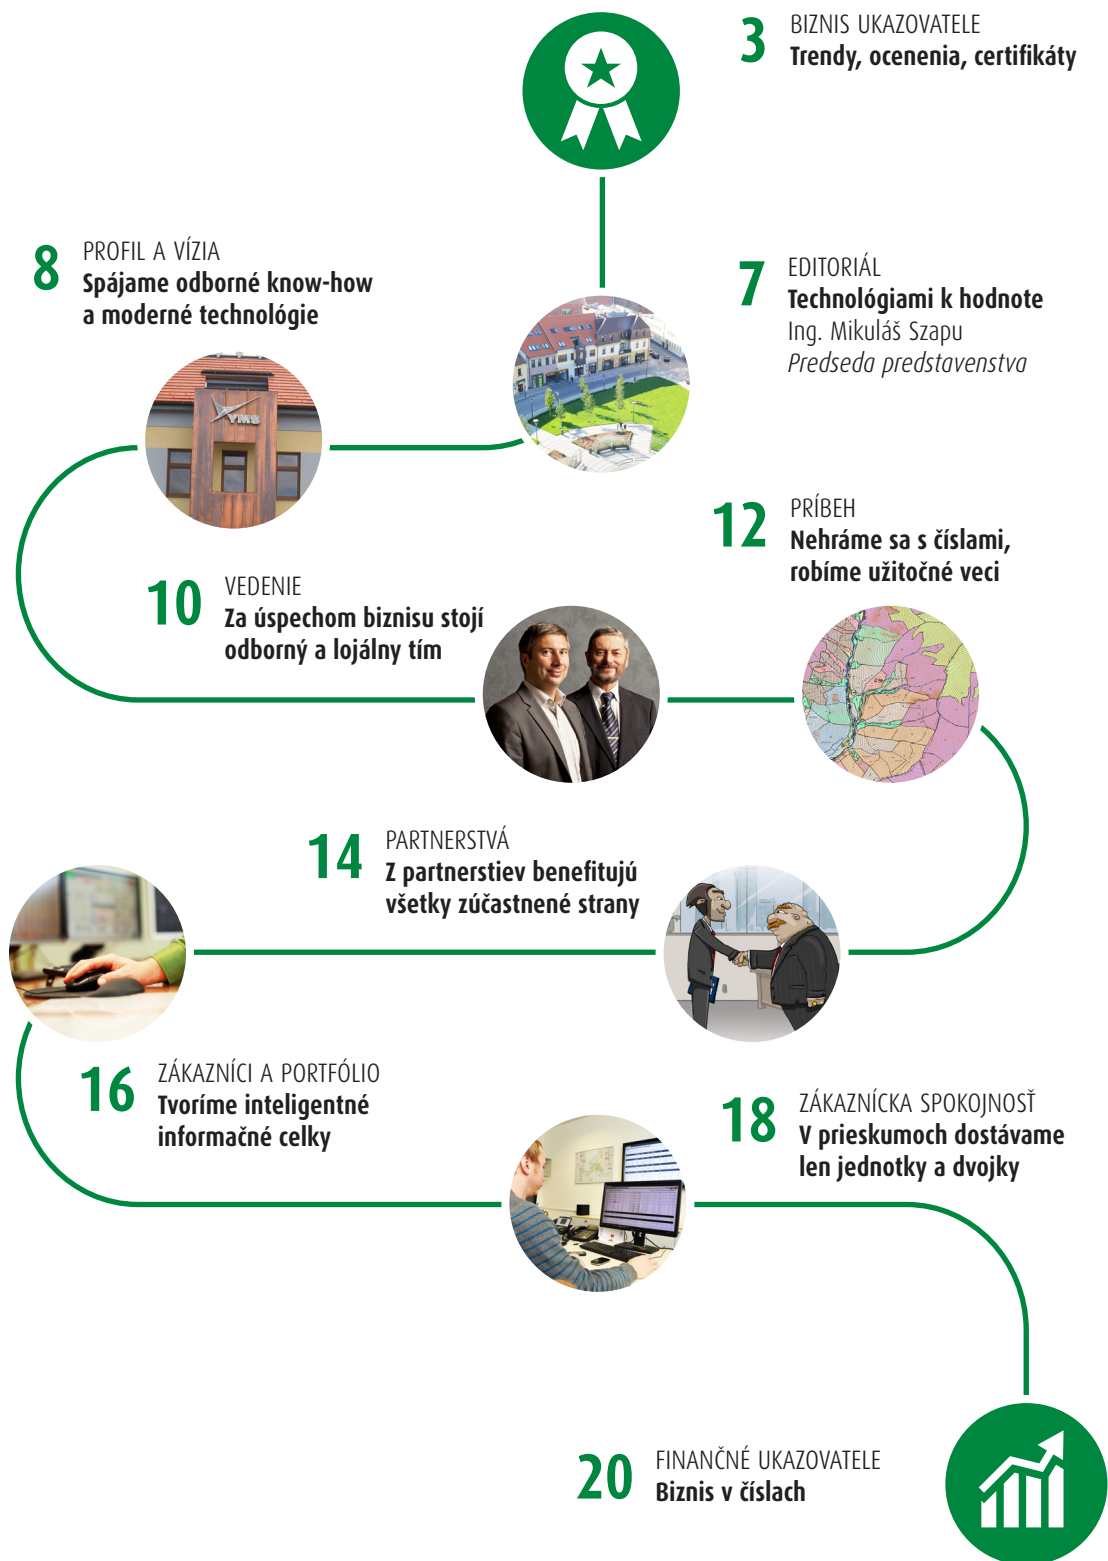 3
BIZNIS UKAZOVATELE
Trendy, ocenenia, certifikáty
7
EDITORIÁL
Technológiami k hodnote
Ing. Mikuláš Szapu
Predseda predstavenstva
8
PROFIL A VÍZIA
Spájame odborné know-how
a moderné technológie
YMS
10
VEDENIE
Za úspechom biznisu stojí
odborný a lojálny tím
12
PRÍBEH
Nehráme sa s číslami,
robíme užitočné veci
14
PARTNERSTVÁ
Z partnerstiev benefitujú
všetky zúčastnené strany
16
ZÁKAZNÍCI A PORTFÓLIO
Tvoríme inteligentné
informačné celky
18
ZÁKAZNÍCKA SPOKOJNOSŤ
V prieskumoch dostávame
len jednotky a dvojky
20
FINANČNÉ UKAZOVATELE
Biznis v číslach